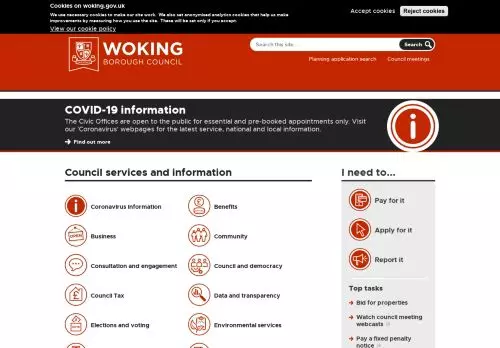 Cookies on woking.gov.uk
We use necessary cookies to make our site work. We also set anonymised analytics cookies that help us make
improvements by measuring how you use the site. These will be set only if you accept.
View our cookie policy
Accept cookies
Reject cookies
WOKING
BOROUGH COUNCIL
Search this site...
Search
Planning application search
Council meetings
COVID-19 information
The Civic Offices are open to the public for essential and pre-booked appointments only. Visit
our 'Coronavirus' webpages for the latest service, national and local information.
Find out more
Council services and information
Coronavirus information
Benefits
Business
Community
Consultation and engagement
Council and democracy
Council Tax
Data and transparency
Elections and voting
Environmental services
I need to...
Pay for it
Apply for it
Report it
Top tasks
Bid for properties
Watch council meeting
webcasts
Pay a fixed penalty
notice